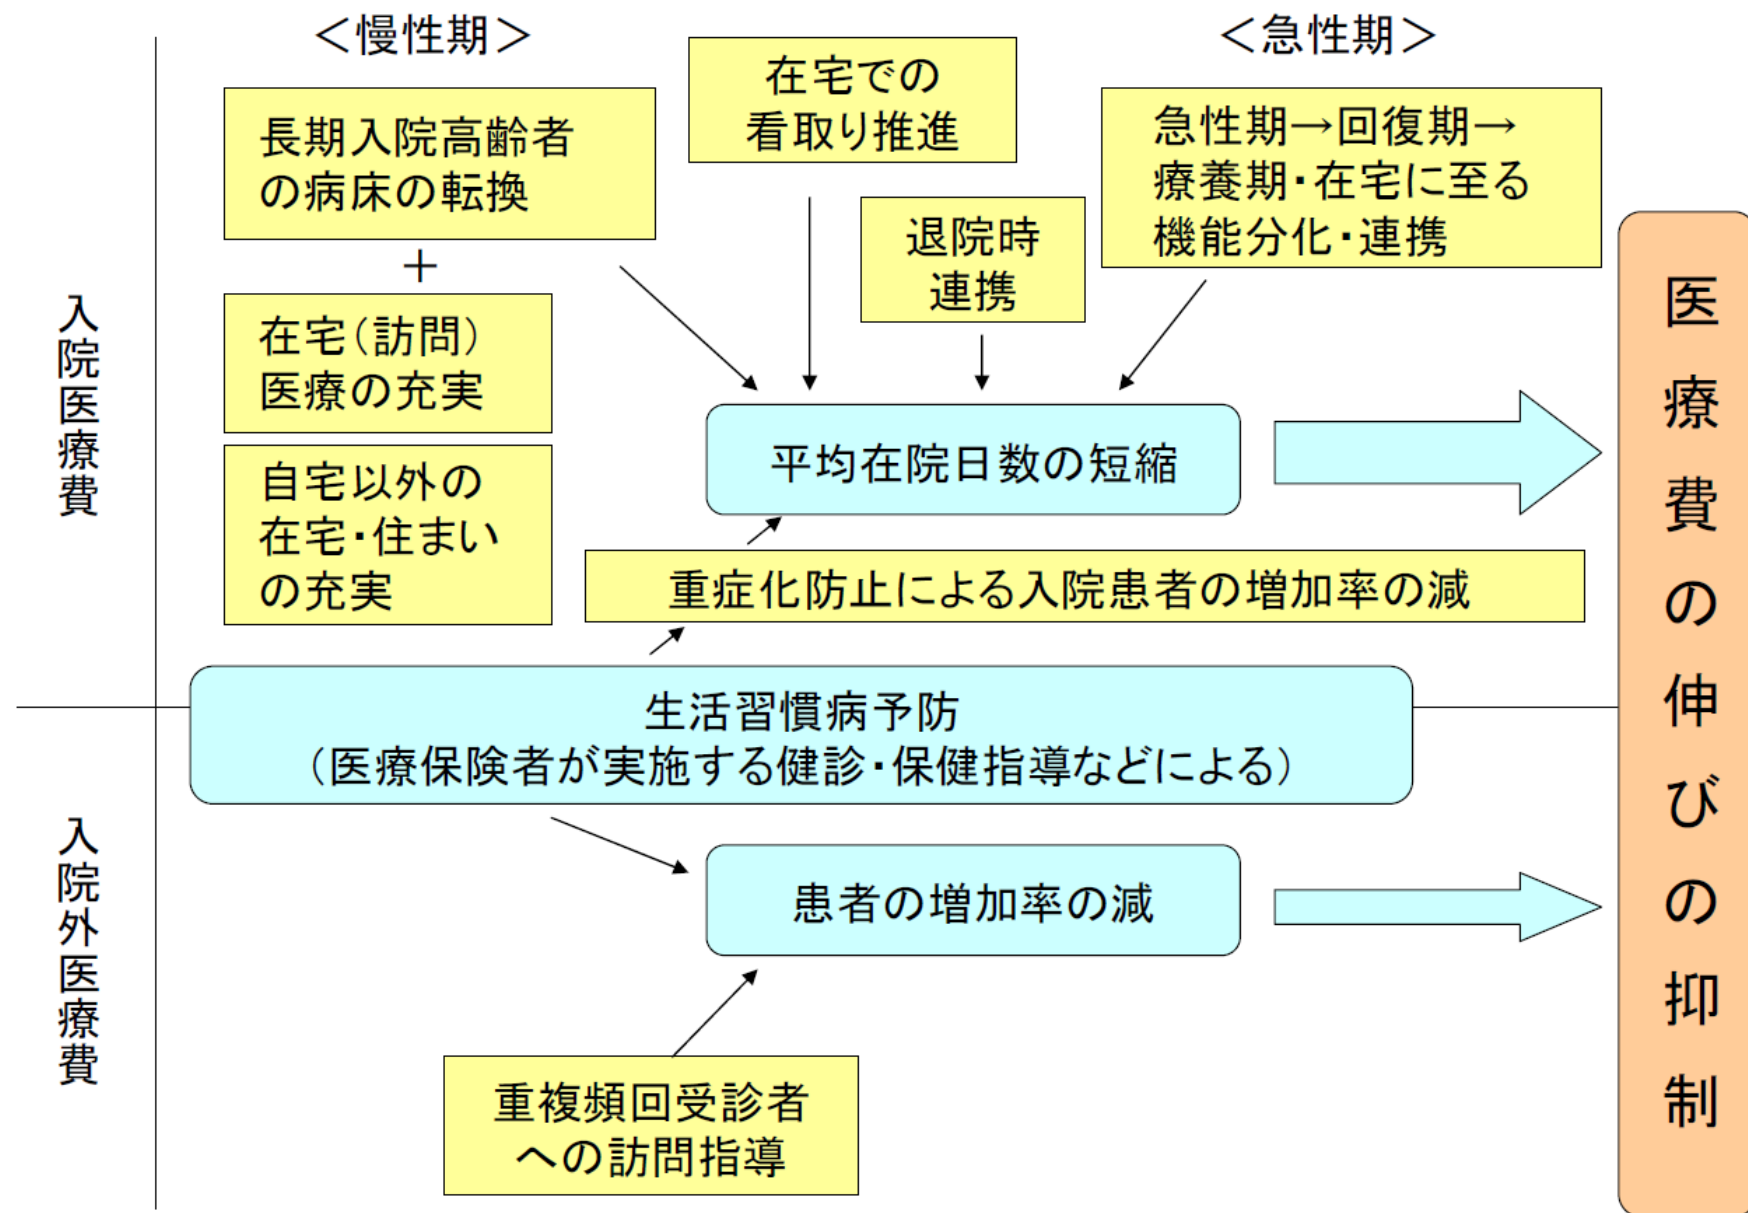 ＜慢性期＞
＜急性期＞
在宅での
看取り推進
長期入院高齢者
の病床の転換
急性期→回復期→
療養期・在宅に至る
機能分化・連携
退院時
連携
＋
在宅（訪問）
医療の充実
自宅以外の
在宅・住まい
の充実
入院医療費
平均在院日数の短縮
重症化防止による入院患者の増加率の減
生活習慣病予防
（医療保険者が実施する健診・保健指導などによる）
入院外医療費
患者の増加率の減
重複頻回受診者
への訪問指導
医療費の伸びの抑制